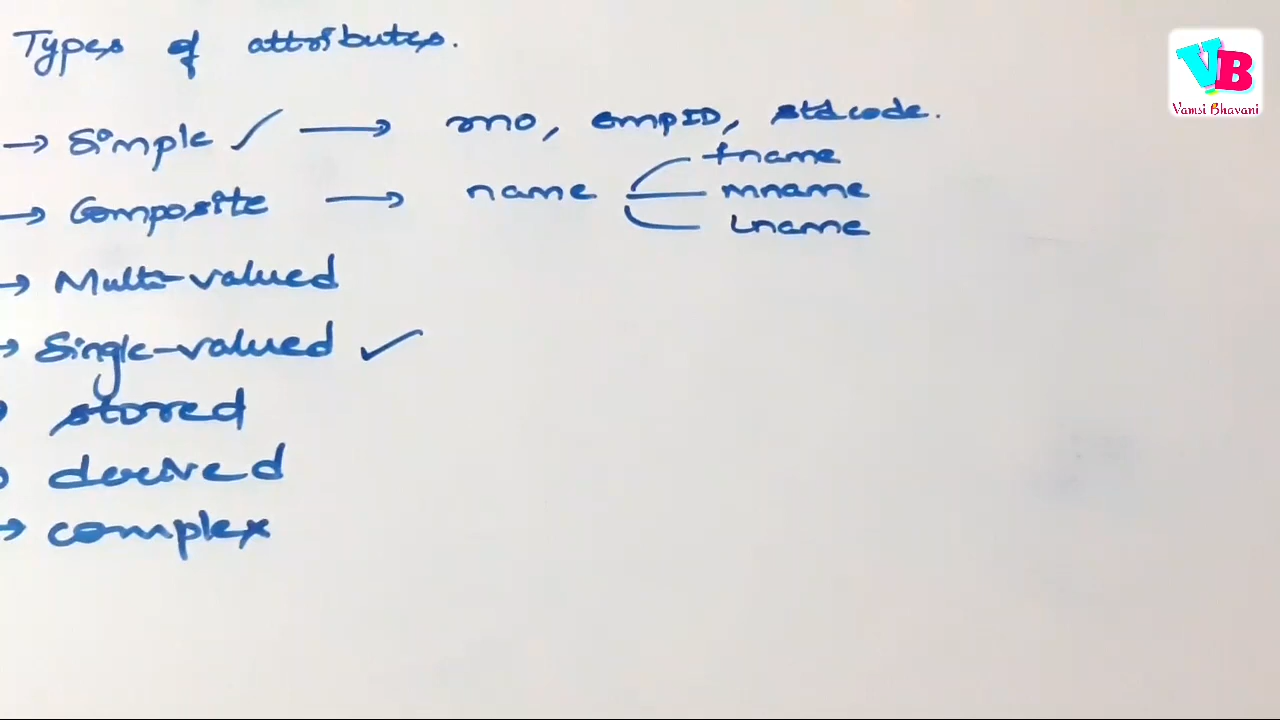 Types of attributes.
→ Simple ✓ → rno, empID, stdcode.
→ Composite → name
fname
mname
Lname
→ Multi-valued
→ Single-valued ✓
stored
derived
→ complex
VB
Vamsi Bhavani